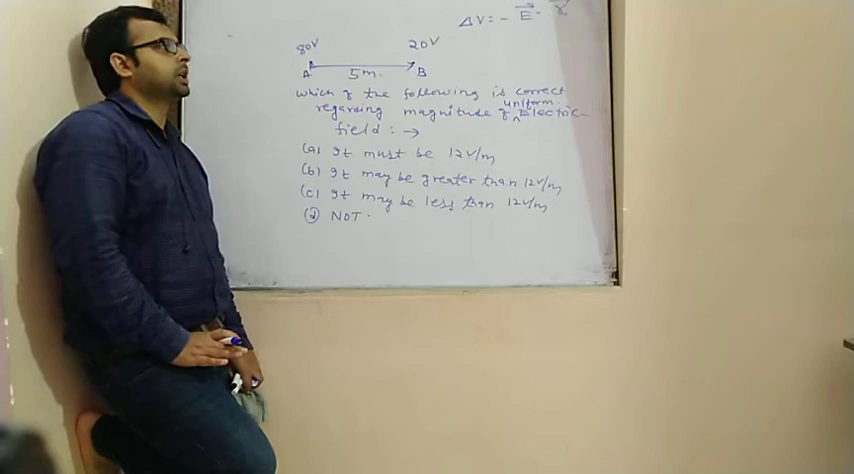 ΔV = - E · r
80V 20V
A 5m. B
which of the following is correct
regarding magnitude of uniform Electric
field : →
(a) It must be 12V/m
(b) It may be greater than 12V/m
(c) It may be less than 12V/m
(d) NOT.